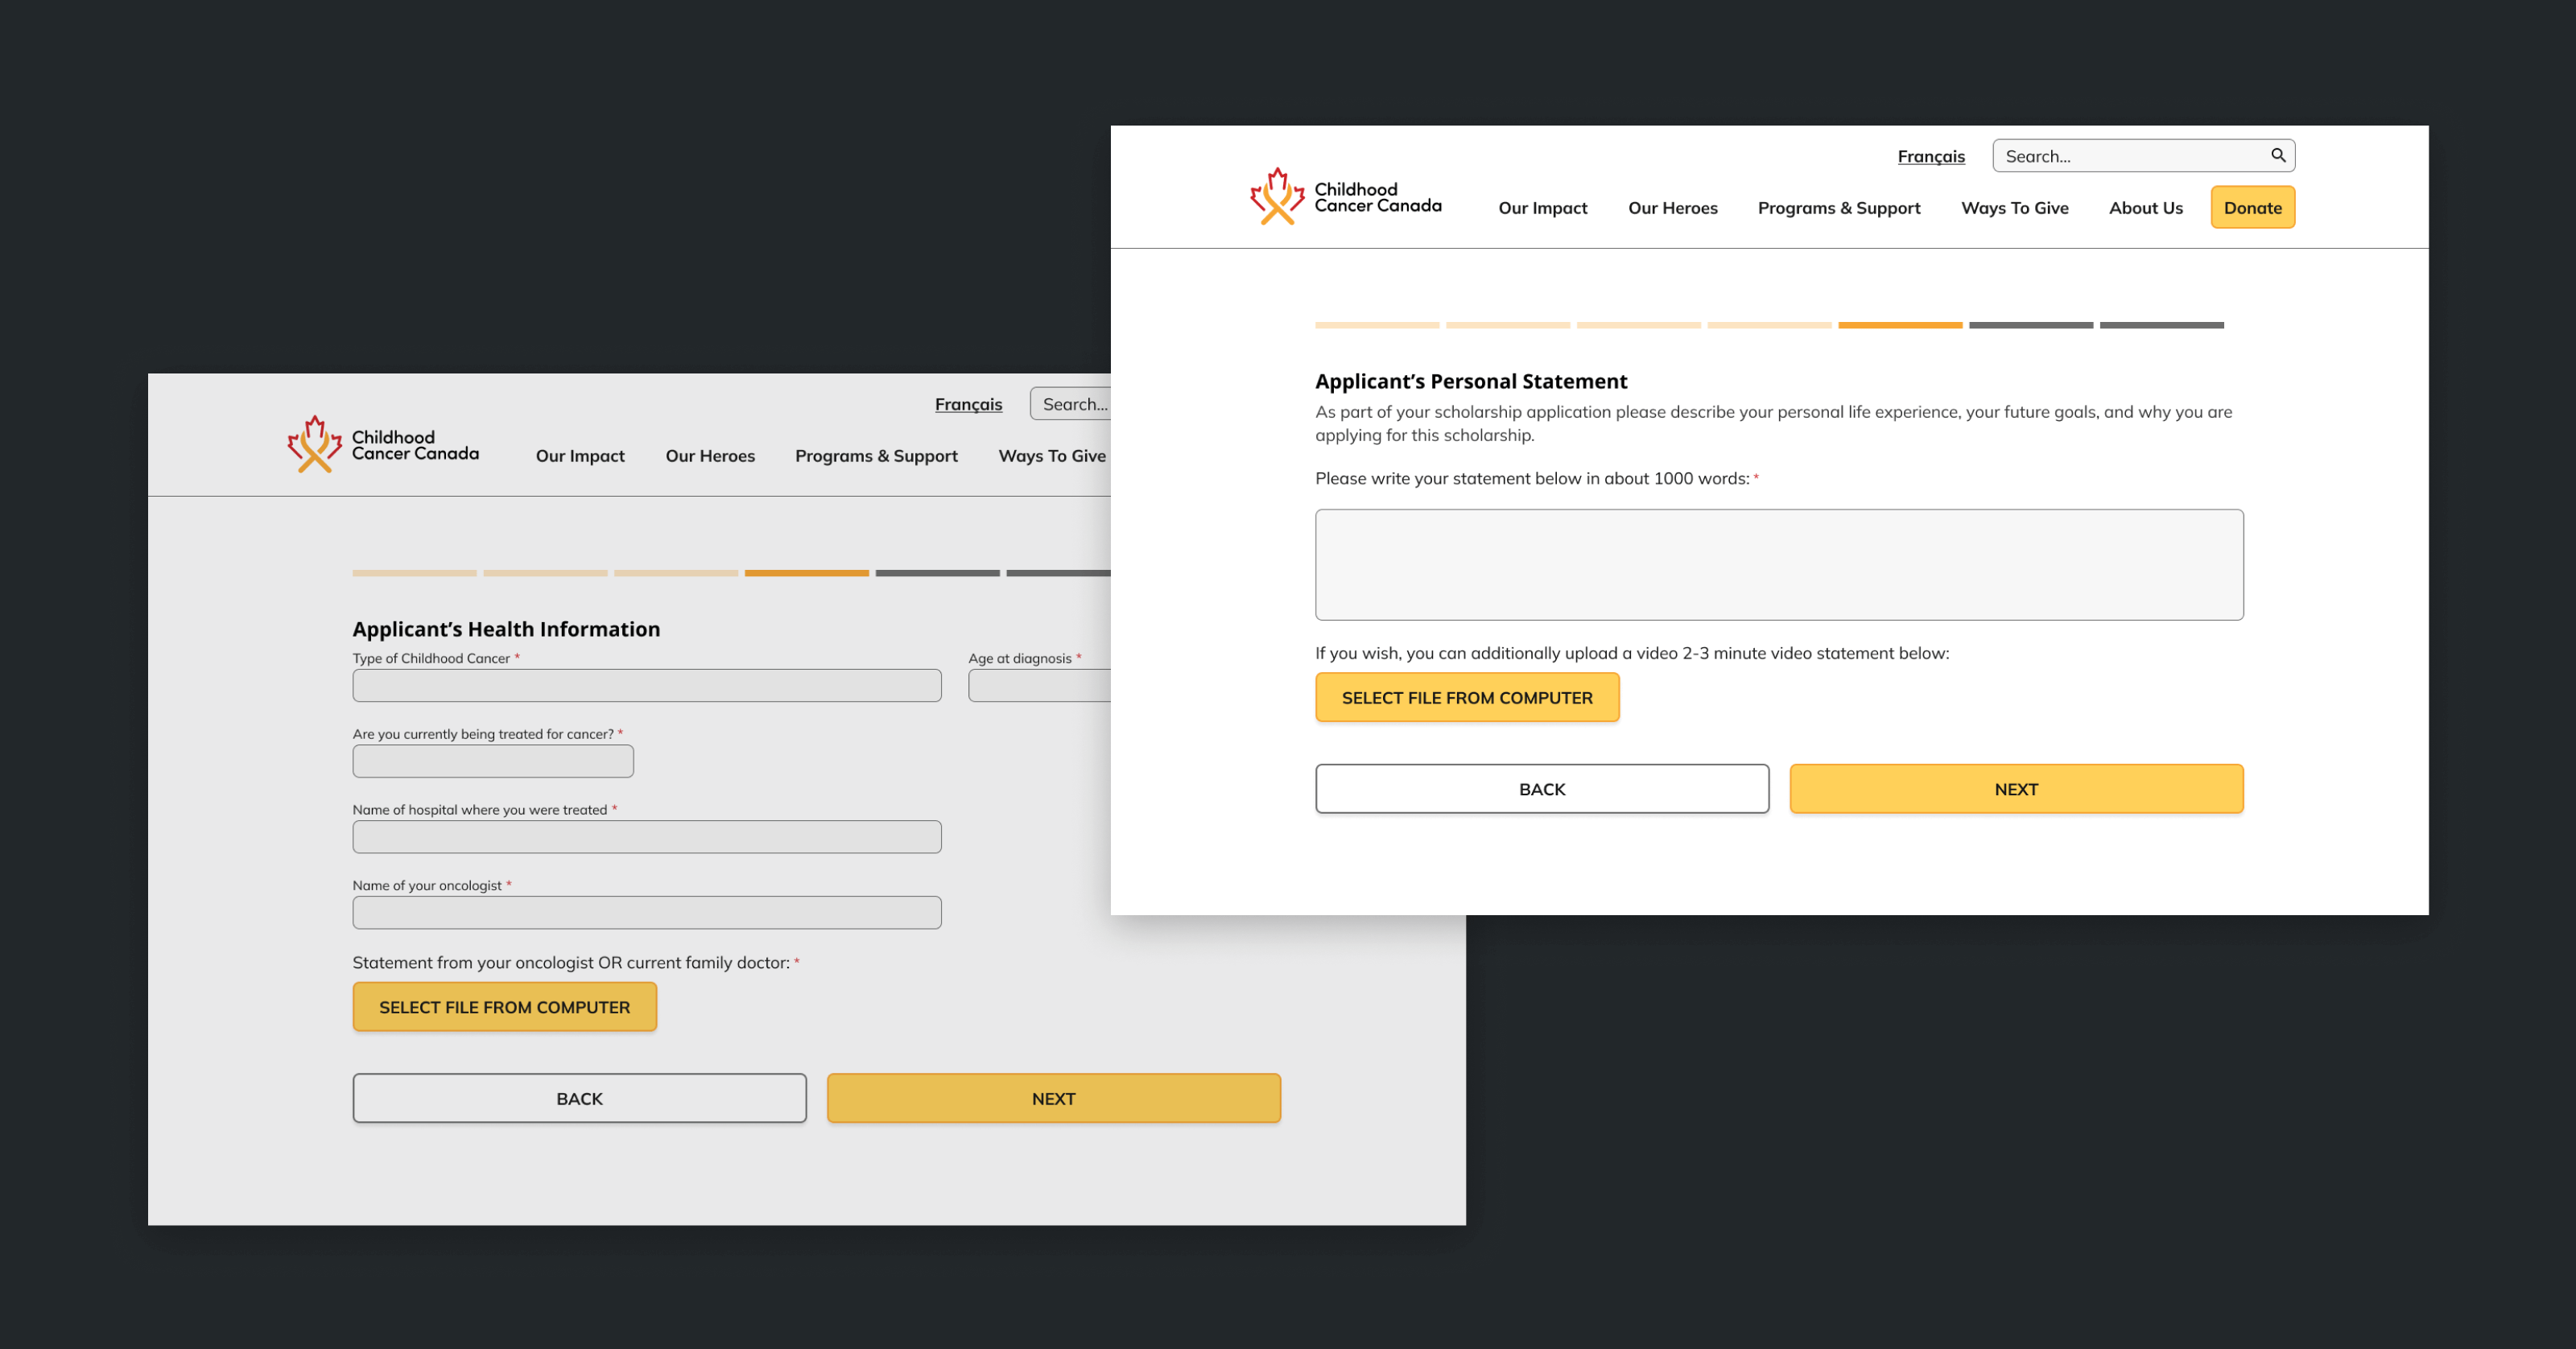 Français
Search...
Childhood
Cancer Canada
Our Impact
Our Heroes
Programs & Support
Ways To Give
Applicant’s Health Information
Type of Childhood Cancer *
Age at diagnosis *
Are you currently being treated for cancer? *
Name of hospital where you were treated *
Name of your oncologist *
Statement from your oncologist OR current family doctor: *
SELECT FILE FROM COMPUTER
BACK
NEXT
Français
Search...
Childhood
Cancer Canada
Our Impact
Our Heroes
Programs & Support
Ways To Give
About Us
Donate
Applicant’s Personal Statement
As part of your scholarship application please describe your personal life experience, your future goals, and why you are
applying for this scholarship.
Please write your statement below in about 1000 words: *
If you wish, you can additionally upload a video 2-3 minute video statement below:
SELECT FILE FROM COMPUTER
BACK
NEXT